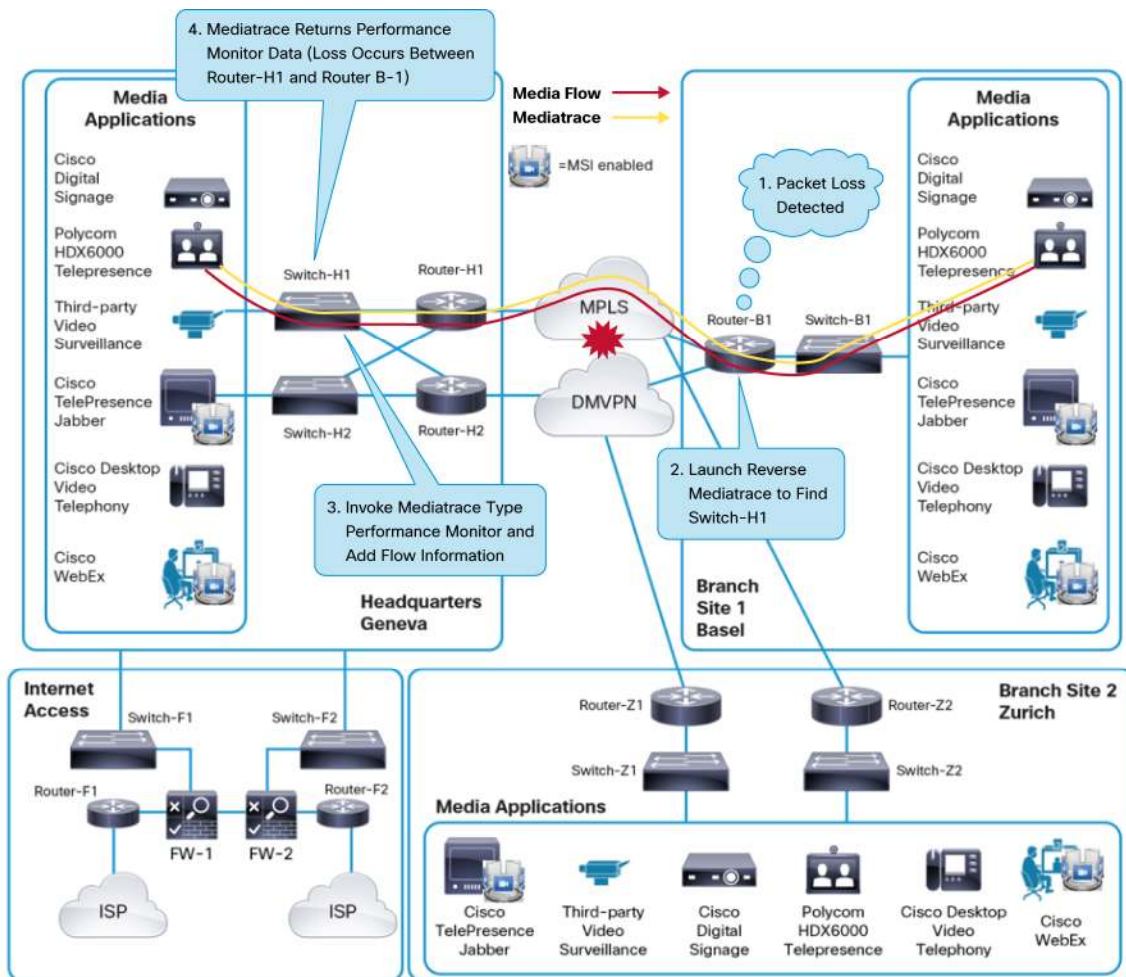 4. Mediatrace Returns Performance
Monitor Data (Loss Occurs Between
Router-H1 and Router B-1)
Media
Applications
Cisco
Digital
Signage
Polycom
HDX6000
Telepresence
Third-party
Video
Surveillance
Cisco
TelePresence
Jabber
Cisco Desktop
Video
Telephony
Cisco
WebEx
Switch-H1
Router-H1
Switch-H2
Router-H2
3. Invoke Mediatrace Type
Performance Monitor and
Add Flow Information
Headquarters
Geneva
Media Flow
Mediatrace
=MSI enabled
MPLS
DMVPN
1. Packet Loss
Detected
Router-B1
Switch-B1
2. Launch Reverse
Mediatrace to Find
Switch-H1
Branch
Site 1
Basel
Media
Applications
Cisco
Digital
Signage
Polycom
HDX6000
Telepresence
Third-party
Video
Surveillance
Cisco
TelePresence
Jabber
Cisco Desktop
Video
Telephony
Cisco
WebEx
Internet
Access
Switch-F1
Switch-F2
Router-F1
Router-F2
FW-1
FW-2
ISP
ISP
Branch Site 2
Zurich
Router-Z1
Router-Z2
Switch-Z1
Switch-Z2
Media Applications
Cisco
TelePresence
Jabber
Third-party
Video
Surveillance
Cisco
Digital
Signage
Polycom
HDX6000
Telepresence
Cisco Desktop
Video
Telephony
Cisco
WebEx